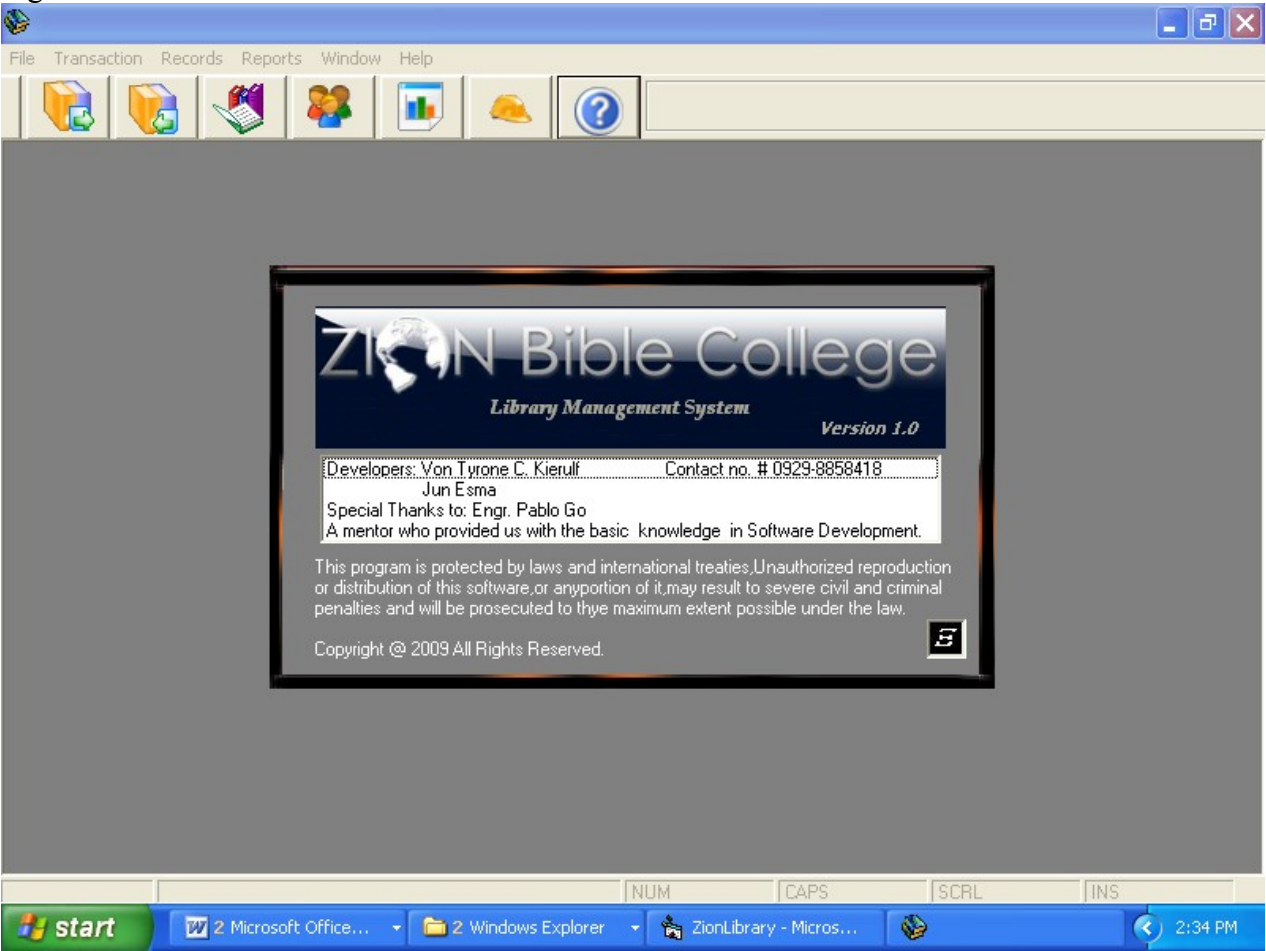 File Transaction Records Reports Window Help
ZION Bible College
Library Management System
Version 1.0
Developers: Von Tyrone C. Kierulf Contact no. # 0929-8858418
Jun Esma
Special Thanks to: Engr. Pablo Go
A mentor who provided us with the basic knowledge in Software Development.
This program is protected by laws and international treaties,Unauthorized reproduction
or distribution of this software,or anyportion of it,may result to severe civil and criminal
penalties and will be prosecuted to thye maximum extent possible under the law.
Copyright @ 2009 All Rights Reserved.
NUM CAPS SCRL INS
start 2 Microsoft Office... 2 Windows Explorer ZionLibrary - Micros... 2:34 PM